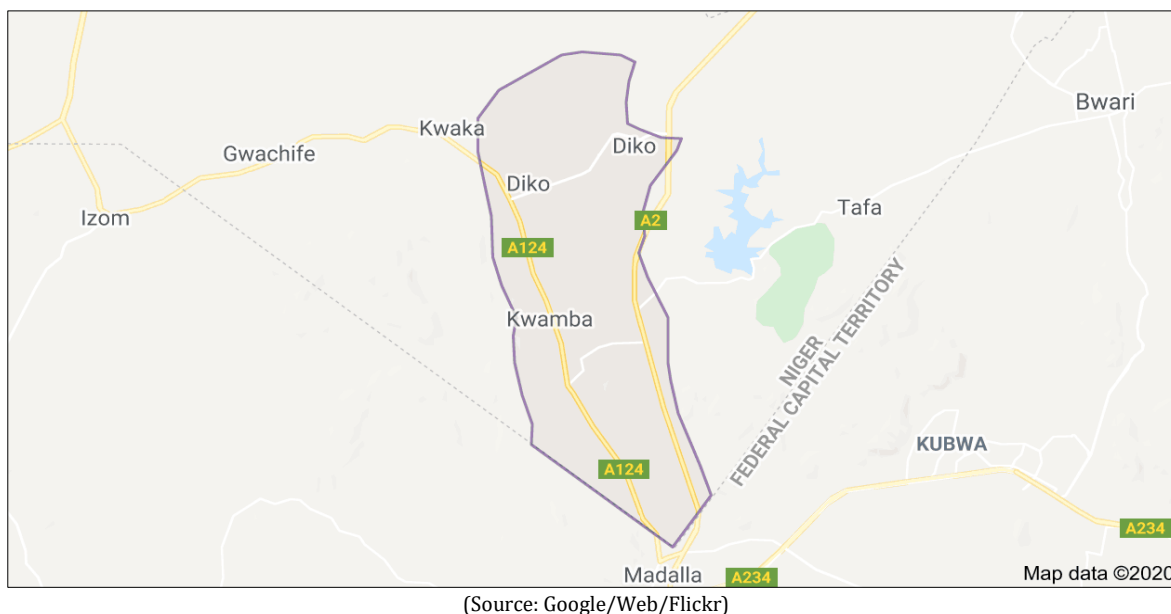 Bwari
Kwaka
Gwachife
Diko
Diko
Tafa
Izom
A2
A124
Kwamba
NIGER
FEDERAL CAPITAL TERRITORY
KUBWA
A124
A234
Madalla
A234
Map data ©2020
(Source: Google/Web/Flickr)